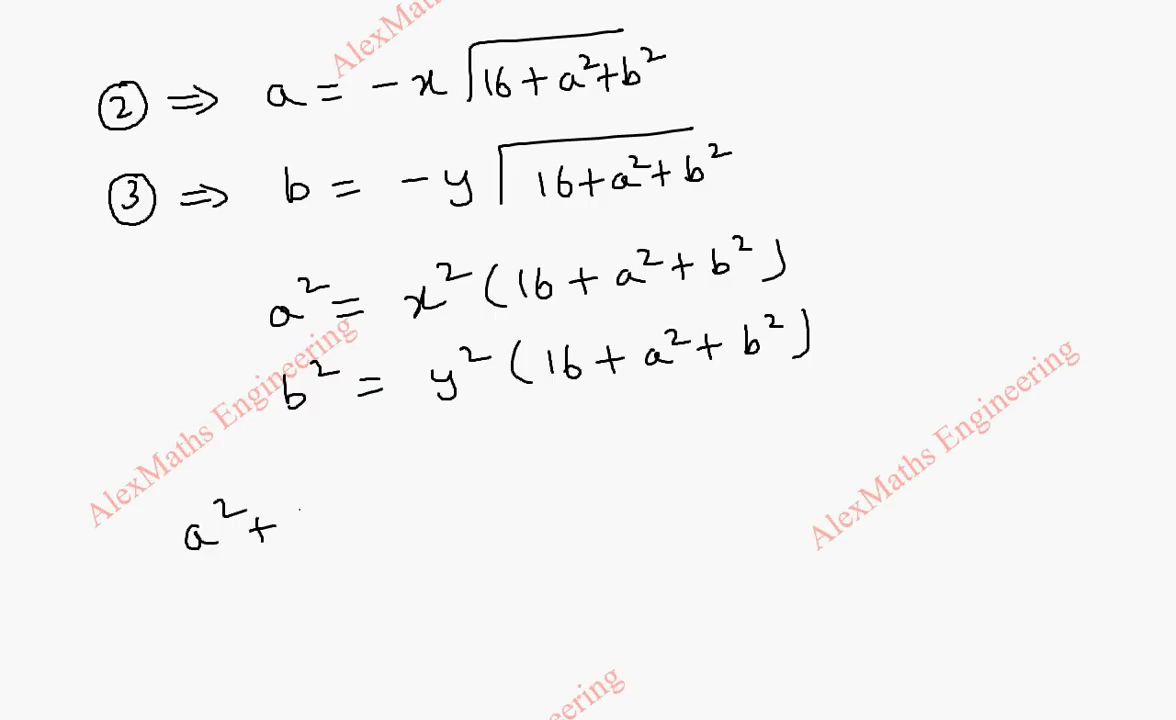 AlexMaths
② ⇒ a = −x √16 + a²+b²
③ ⇒ b = −y √16+a²+b²
a² = x² (16 + a² + b²)
b² = y² (16 + a² + b²)
AlexMaths Engineering
AlexMaths Engineering
a² +